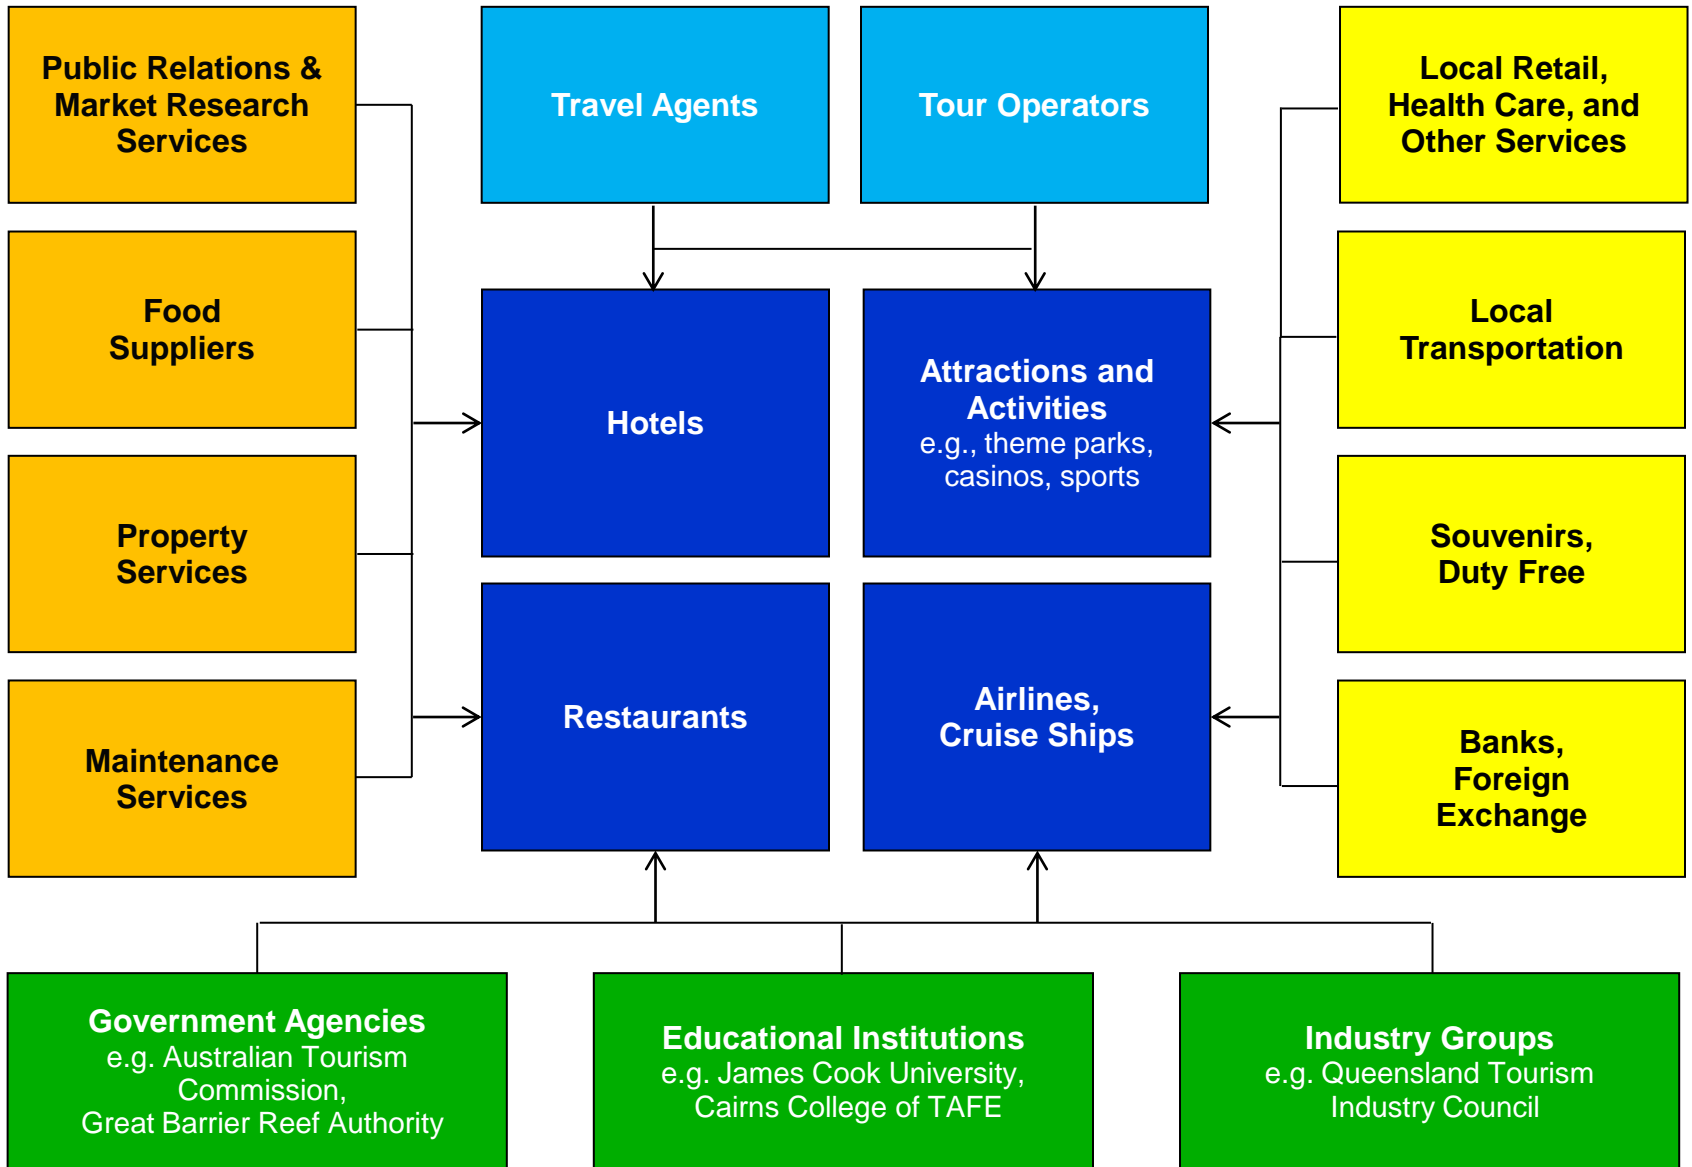 Public Relations &
Market Research
Services
Travel Agents
Tour Operators
Local Retail,
Health Care, and
Other Services
Food
Suppliers
Hotels
Attractions and
Activities
e.g., theme parks,
casinos, sports
Local
Transportation
Property
Services
Souvenirs,
Duty Free
Maintenance
Services
Restaurants
Airlines,
Cruise Ships
Banks,
Foreign
Exchange
Government Agencies
e.g. Australian Tourism
Commission,
Great Barrier Reef Authority
Educational Institutions
e.g. James Cook University,
Cairns College of TAFE
Industry Groups
e.g. Queensland Tourism
Industry Council